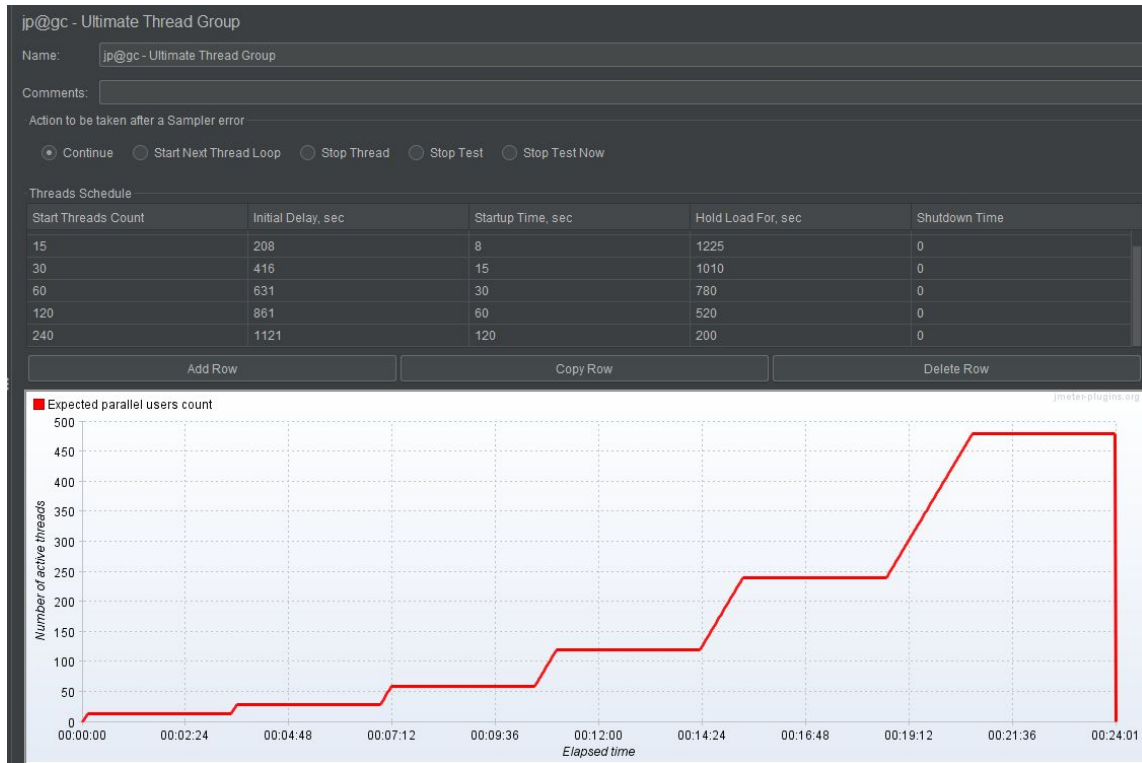 jp@gc - Ultimate Thread Group
Name: jp@gc - Ultimate Thread Group
Comments:
Action to be taken after a Sampler error
Continue Start Next Thread Loop Stop Thread Stop Test Stop Test Now
Threads Schedule
Start Threads Count Initial Delay, sec Startup Time, sec Hold Load For, sec Shutdown Time
15 208 8 1225 0
30 416 15 1010 0
60 631 30 780 0
120 861 60 520 0
240 1121 120 200 0
Add Row Copy Row Delete Row
jmeter-plugins.org
Expected parallel users count
500
450
400
350
300
250
200
150
100
50
0
Number of active threads
00:00:00 00:02:24 00:04:48 00:07:12 00:09:36 00:12:00 00:14:24 00:16:48 00:19:12 00:21:36 00:24:01
Elapsed time